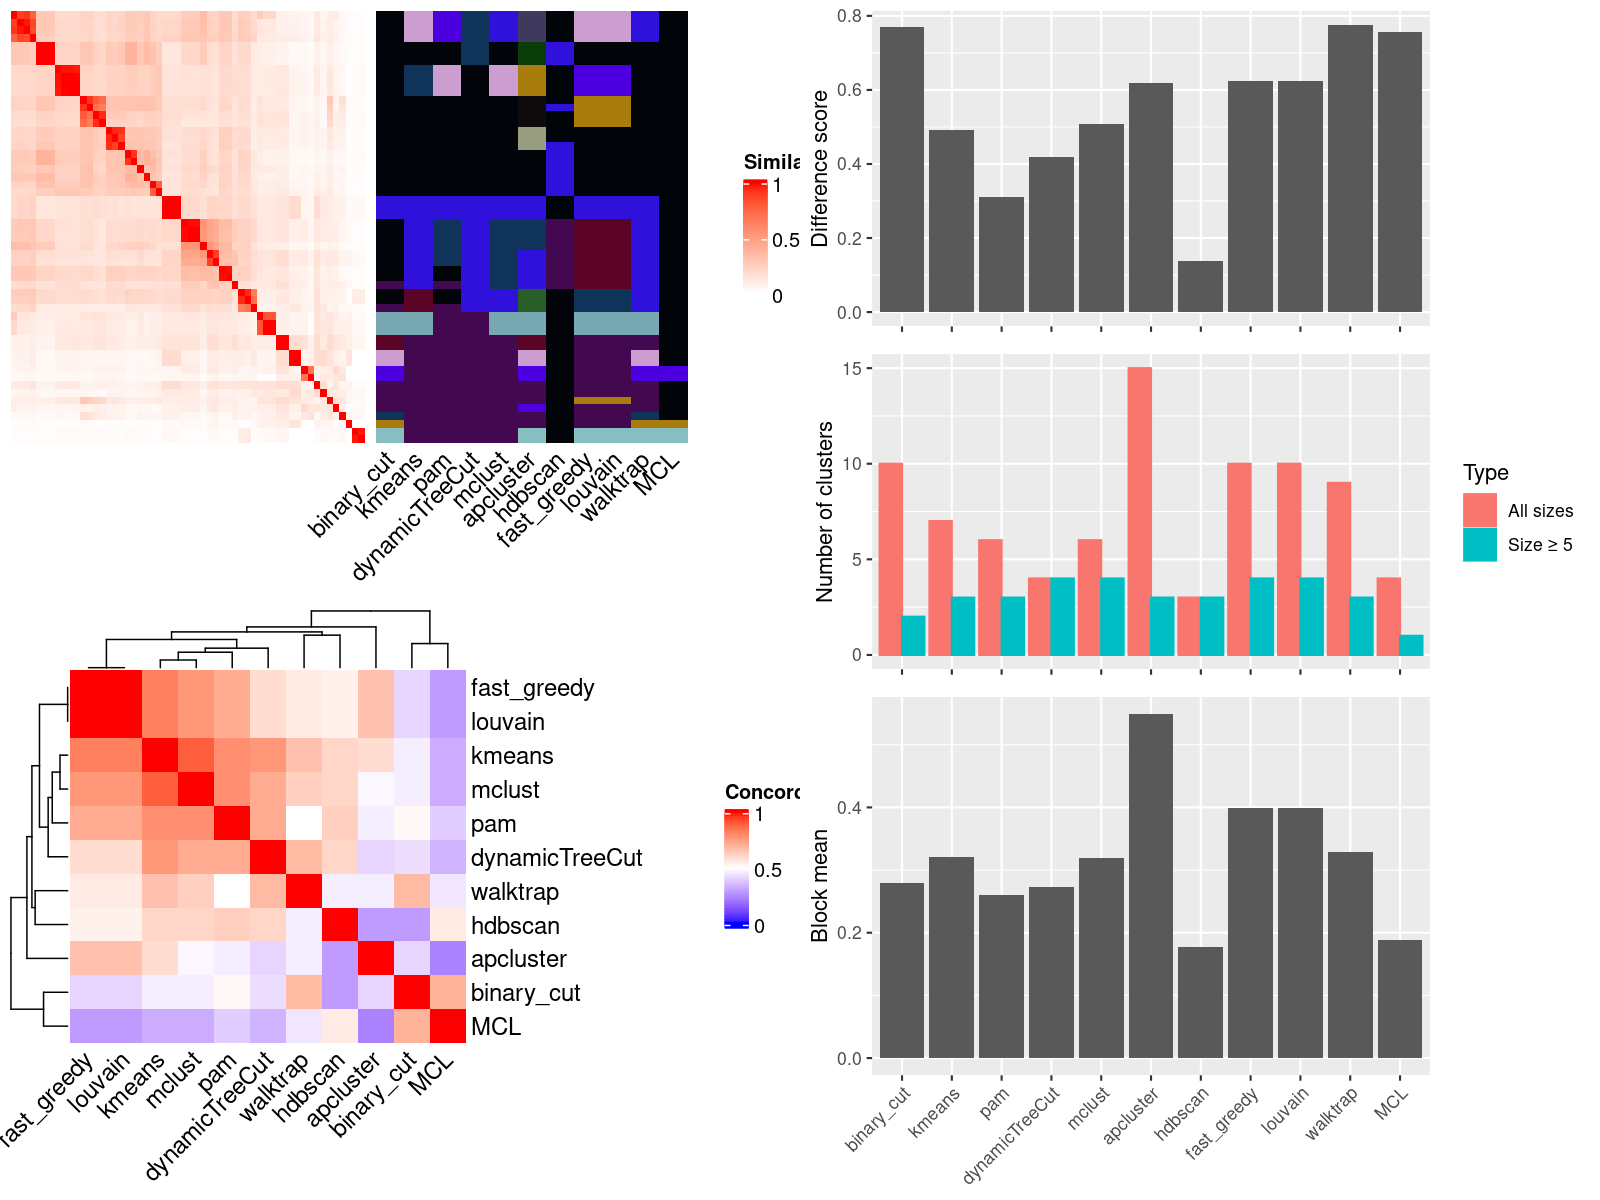 Simila
1
0.5
0
binary_cut
kmeans
pam
dynamicTreeCut
mclust
apcluster
hdbscan
fast_greedy
louvain
walktrap
MCL
fast_greedy
louvain
kmeans
mclust
pam
dynamicTreeCut
walktrap
hdbscan
apcluster
binary_cut
MCL
fast_greedy
louvain
kmeans
mclust
pam
dynamicTreeCut
walktrap
hdbscan
apcluster
binary_cut
MCL
Concord
1
0.5
0
Difference score
0.8
0.6
0.4
0.2
0.0
Number of clusters
15
10
5
0
Type
All sizes
Size ≥ 5
Block mean
0.4
0.2
0.0
binary_cut
kmeans
pam
dynamicTreeCut
mclust
apcluster
hdbscan
fast_greedy
louvain
walktrap
MCL